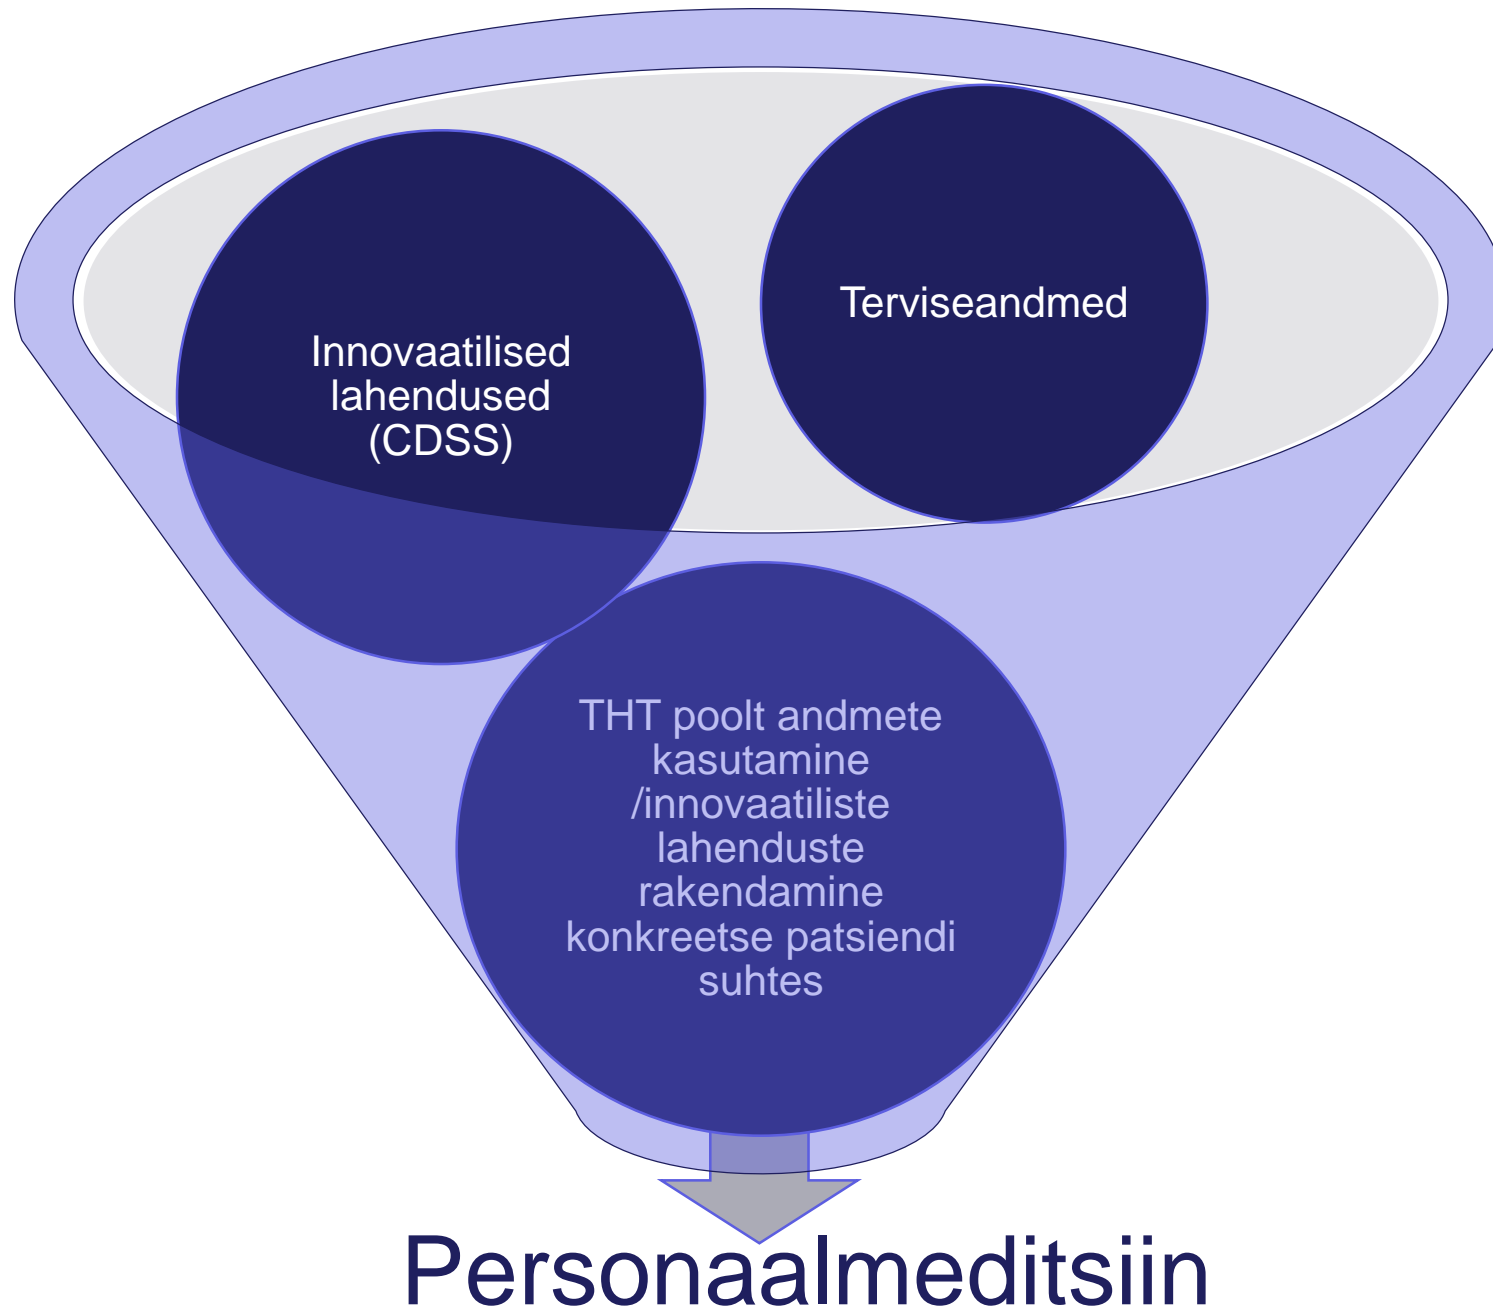 Terviseandmed
Innovaatilised
lahendused
(CDSS)
THT poolt andmete
kasutamine
/innovaatiliste
lahenduste
rakendamine
konkreetse patsiendi
suhtes
Personaalmeditsiin